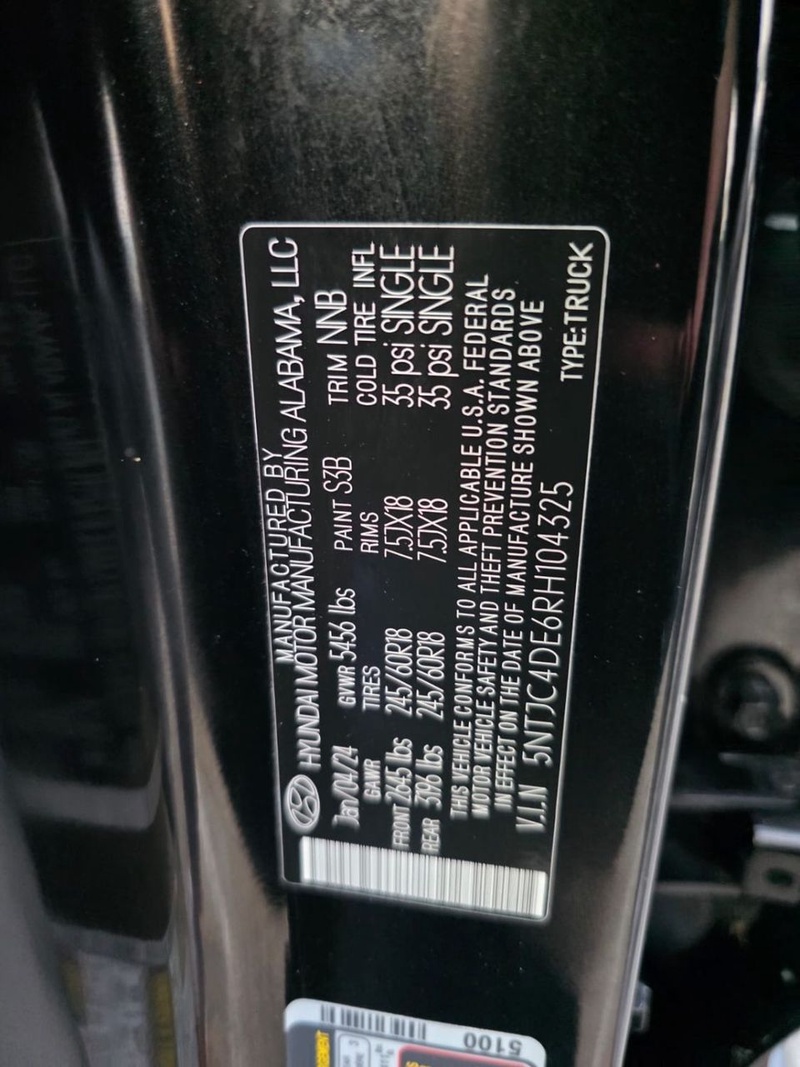 MANUFACTURED BY
HYUNDAI MOTOR MANUFACTURING ALABAMA, LLC
Jan/04/24 GVWR 5456 lbs PAINT S3B TRIM NNB
GAWR TIRES RIMS COLD TIRE INFL
FRONT 2645 lbs 245/60R18 7.5JX18 35 psi SINGLE
REAR 3196 lbs 245/60R18 7.5JX18 35 psi SINGLE
THIS VEHICLE CONFORMS TO ALL APPLICABLE U.S.A. FEDERAL
MOTOR VEHICLE SAFETY AND THEFT PREVENTION STANDARDS
IN EFFECT ON THE DATE OF MANUFACTURE SHOWN ABOVE
V.I.N 5NTJC4DE6RH104325
TYPE:TRUCK
5100